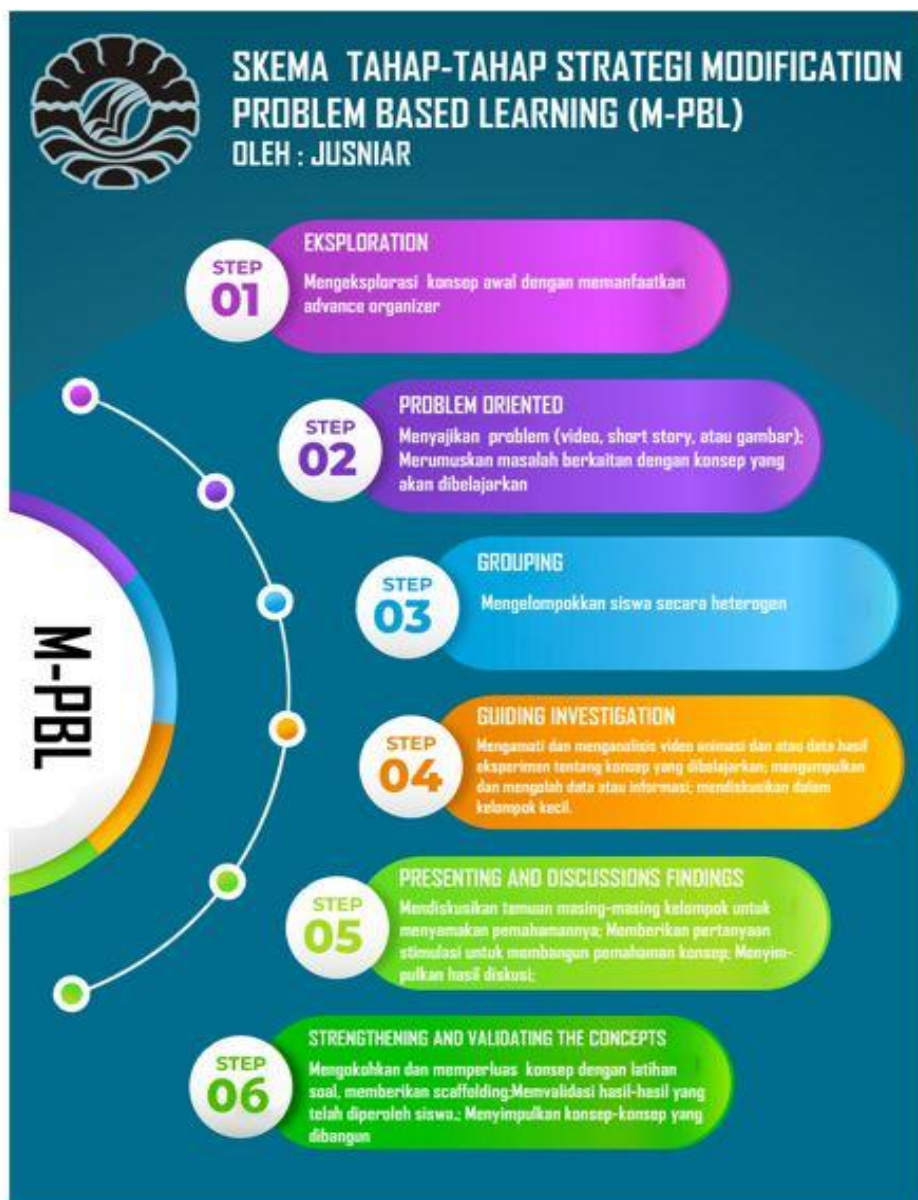 SKEMA TAHAP-TAHAP STRATEGI MODIFICATION
PROBLEM BASED LEARNING (M-PBL)
OLEH : JUSNIAR
STEP
01
EKSPLORATION
Mengeksplorasi konsep awal dengan memanfaatkan
advance organizer
STEP
02
PROBLEM ORIENTED
Menyajikan problem (video, short story, atau gambar);
Merumuskan masalah berkaitan dengan konsep yang
akan dibelajarkan
STEP
03
GROUPING
Mengelompokkan siswa secara heterogen
M-PBL
STEP
04
GUIDING INVESTIGATION
Mengamati dan menganalisis video animasi dan atau data hasil
eksperimen tentang konsep yang dibelajarkan; mengumpulkan
dan mengolah data atau informasi, mendiskusikan dalam
kelompok kecil.
STEP
05
PRESENTING AND DISCUSSIONS FINDINGS
Mendiskusikan temuan masing-masing kelompok untuk
menyamakan pemahamannya; Memberikan pertanyaan
stimulasi untuk membangun pemahaman konsep; Menyim-
pulkan hasil diskusi;
STEP
06
STRENGTHENING AND VALIDATING THE CONCEPTS
Mengokohkan dan memperluas konsep dengan latihan
soal, memberikan scaffolding;Memvalidasi hasil-hasil yang
telah diperoleh siswa.; Menyimpulkan konsep-konsep yang
dibangun